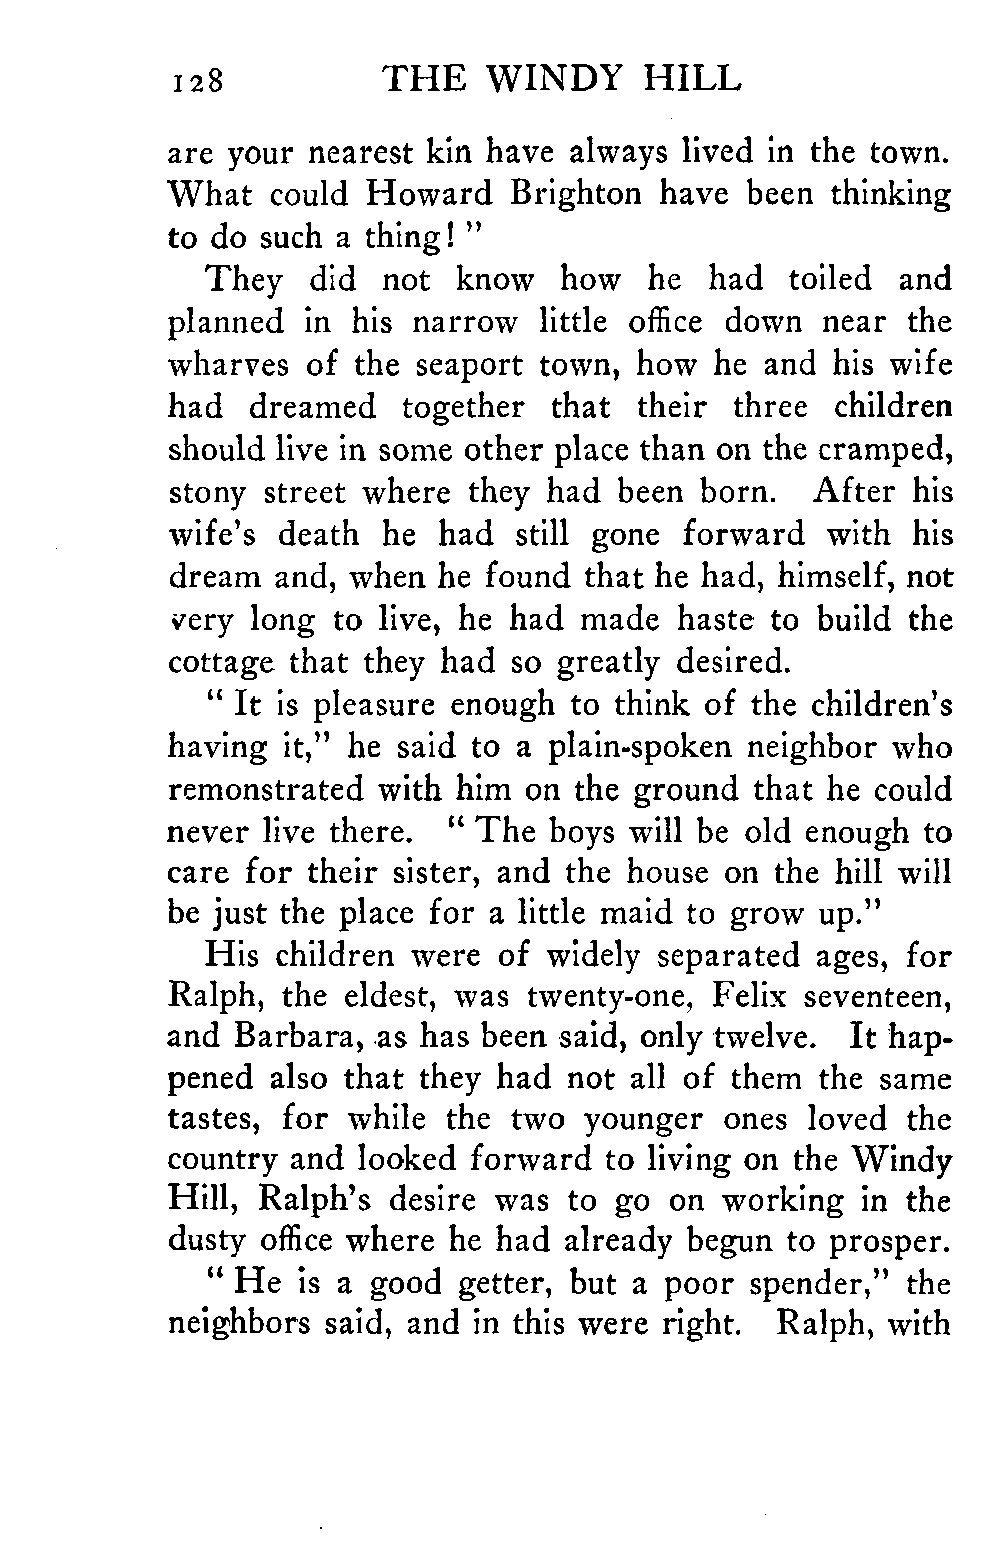 128 THE WINDY HILL
are your nearest kin have always lived in the town.
What could Howard Brighton have been thinking
to do such a thing! "
They did not know how he had toiled and
planned in his narrow little office down near the
wharves of the seaport town, how he and his wife
had dreamed together that their three children
should live in some other place than on the cramped,
stony street where they had been born. After his
wife's death he had still gone forward with his
dream and, when he found that he had, himself, not
very long to live, he had made haste to build the
cottage that they had so greatly desired.
" It is pleasure enough to think of the children's
having it," he said to a plain-spoken neighbor who
remonstrated with him on the ground that he could
never live there. " The boys will be old enough to
care for their sister, and the house on the hill will
be just the place for a little maid to grow up."
His children were of widely separated ages, for
Ralph, the eldest, was twenty-one, Felix seventeen,
and Barbara, as has been said, only twelve. It hap-
pened also that they had not all of them the same
tastes, for while the two younger ones loved the
country and looked forward to living on the Windy
Hill, Ralph's desire was to go on working in the
dusty office where he had already begun to prosper.
" He is a good getter, but a poor spender," the
neighbors said, and in this were right. Ralph, with